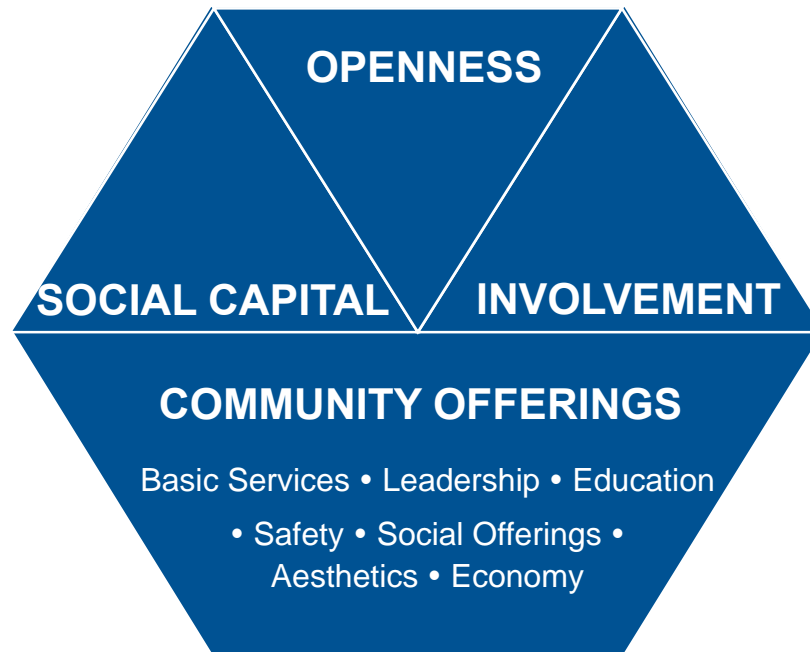 OPENNESS
SOCIAL CAPITAL
INVOLVEMENT
COMMUNITY OFFERINGS
Basic Services • Leadership • Education
• Safety • Social Offerings •
Aesthetics • Economy